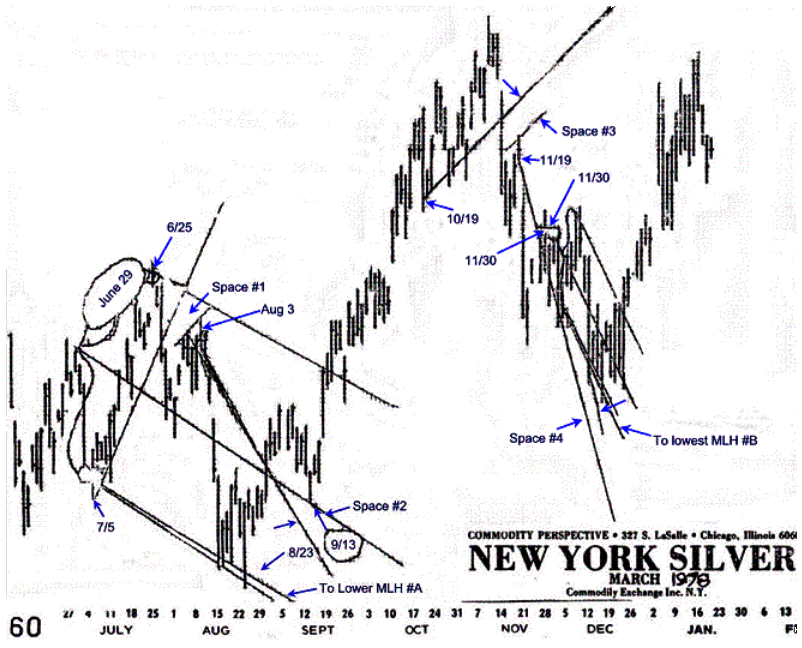 6/25
June 29
Space #1
Aug 3
7/5
Space #2
8/23
9/13
To Lower MLH #A
10/19
Space #3
11/19
11/30
11/30
Space #4
To lowest MLH #B
COMMODITY PERSPECTIVE • 327 S. LaSalle • Chicago, Illinois 6060
NEW YORK SILVER
MARCH 1978
Commodity Exchange Inc. N.Y.
60
27 4 11 18 25 1 8 15 22 29 5 12 19 26 3 10 17 24 31 7 14 21 28 5 12 19 26 2 9 16 23 30 6 13
JULY AUG SEPT OCT NOV DEC JAN. F